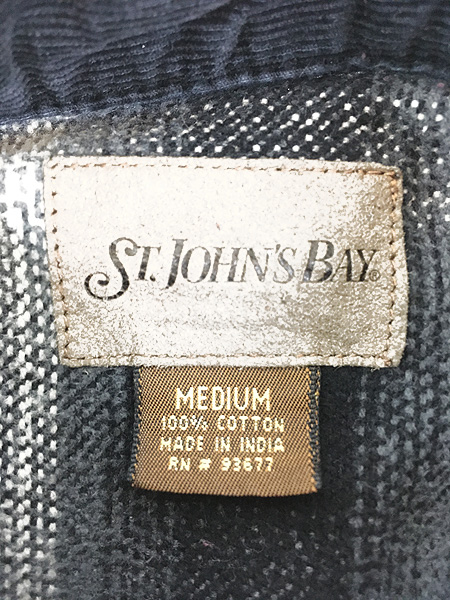 ST. JOHN'S BAY®
MEDIUM
100% COTTON
MADE IN INDIA
RN # 93677